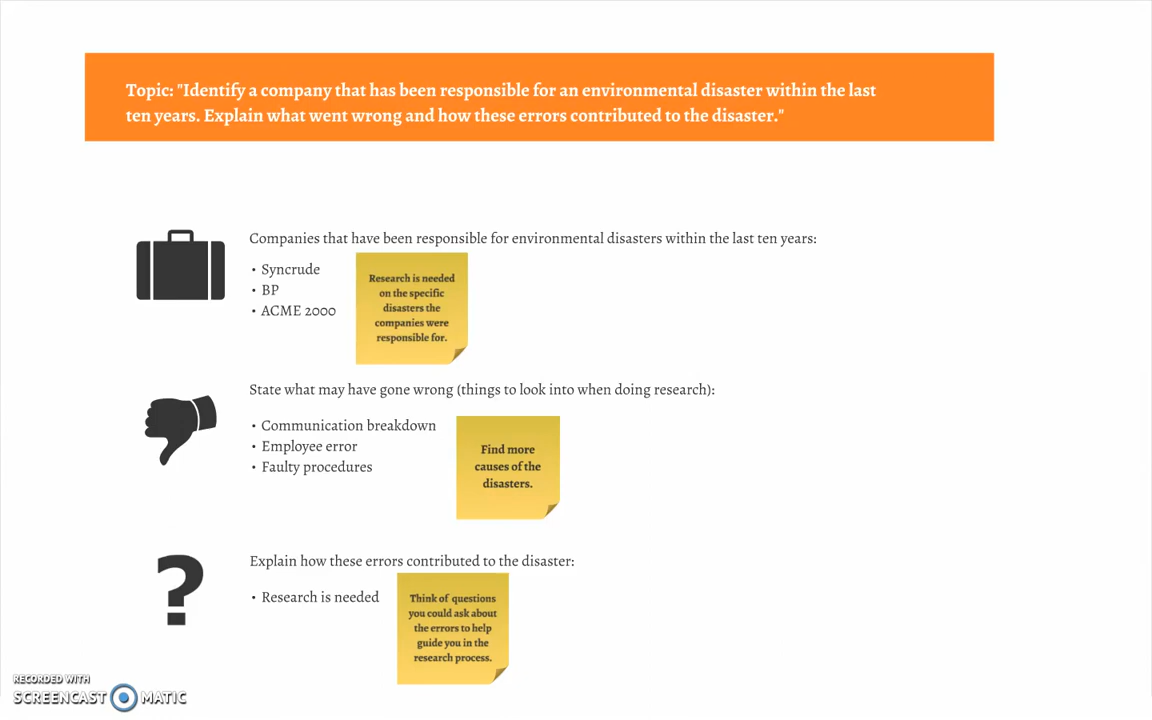 Topic: "Identify a company that has been responsible for an environmental disaster within the last
ten years. Explain what went wrong and how these errors contributed to the disaster."
Companies that have been responsible for environmental disasters within the last ten years:
• Syncrude
• BP
• ACME 2000
Research is needed
on the specific
disasters the
companies were
responsible for.
State what may have gone wrong (things to look into when doing research):
• Communication breakdown
• Employee error
• Faulty procedures
Find more
causes of the
disasters.
?
Explain how these errors contributed to the disaster:
• Research is needed
Think of questions
you could ask about
the errors to help
guide you in the
research process.
RECORDED WITH
SCREENCAST MATIC